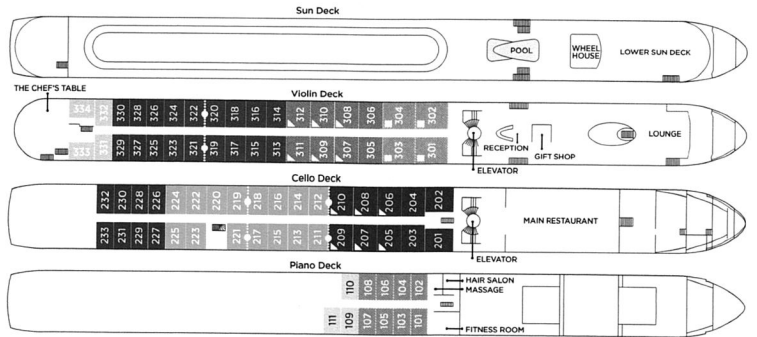 Sun Deck
POOL
WHEEL
HOUSE
LOWER SUN DECK
THE CHEF'S TABLE
Violin Deck
334 332 330 328 326 324 322 320 318 316 314 312 310 308 306 304 302
333 331 329 327 325 323 321 319 317 315 313 311 309 307 305 303 301
RECEPTION
GIFT SHOP
LOUNGE
ELEVATOR
Cello Deck
232 230 228 226 224 222 220 219 218 216 214 212 210 208 206 204 202
233 231 229 227 225 223 221 217 215 213 211 209 207 205 203 201
MAIN RESTAURANT
ELEVATOR
Piano Deck
110 108 106 104 102
111 109 107 105 103 101
HAIR SALON
MASSAGE
FITNESS ROOM